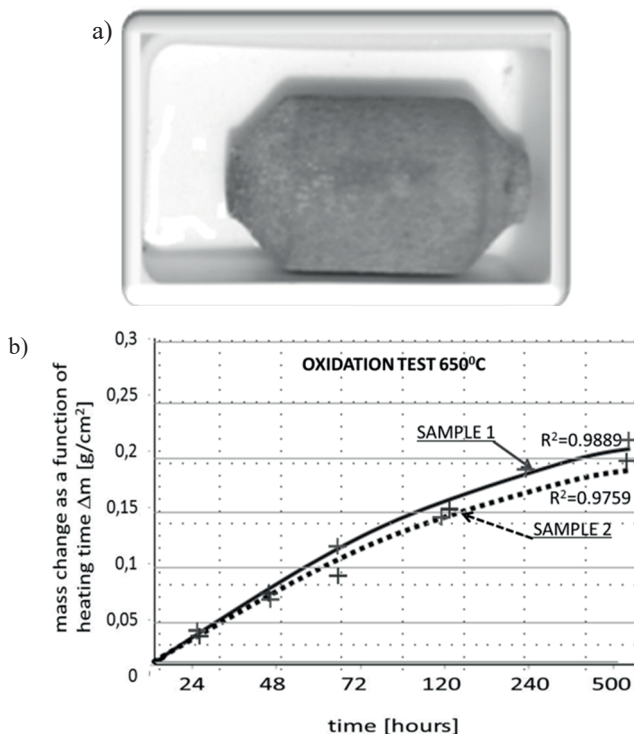 a)
b)
OXIDATION TEST 650⁰C
mass change as a function of
heating time Δm [g/cm²]
0,3
0,25
0,2
0,15
0,1
0,05
0
SAMPLE 1
R²=0.9889
R²=0.9759
SAMPLE 2
24 48 72 120 240 500
time [hours]